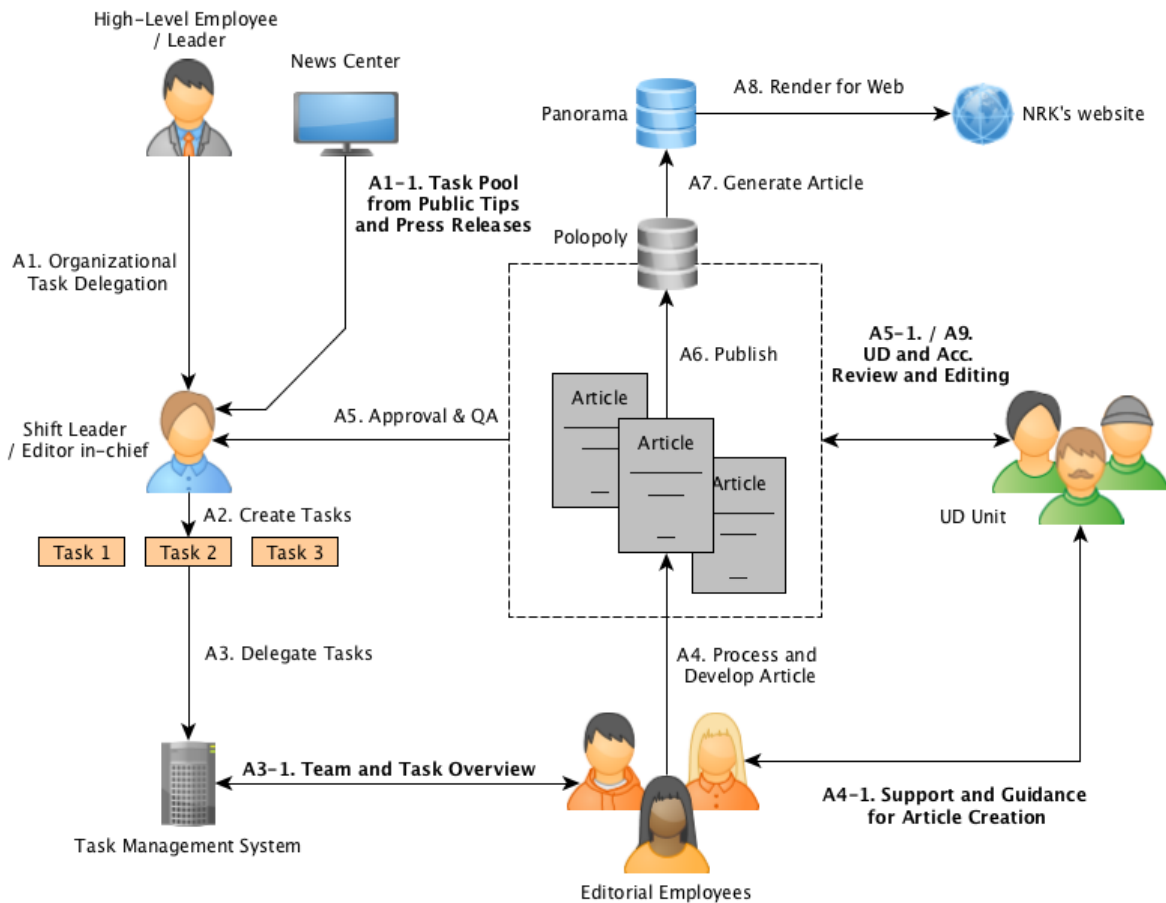 High-Level Employee
/ Leader
News Center
Panorama
A8. Render for Web
NRK's website
A1-1. Task Pool
from Public Tips
and Press Releases
A7. Generate Article
Polopoly
A1. Organizational
Task Delegation
A6. Publish
A5-1. / A9.
UD and Acc.
Review and Editing
Article
Article
Article
A5. Approval & QA
Shift Leader
/ Editor in-chief
A2. Create Tasks
UD Unit
Task 1
Task 2
Task 3
A3. Delegate Tasks
A4. Process and
Develop Article
A3-1. Team and Task Overview
A4-1. Support and Guidance
for Article Creation
Task Management System
Editorial Employees